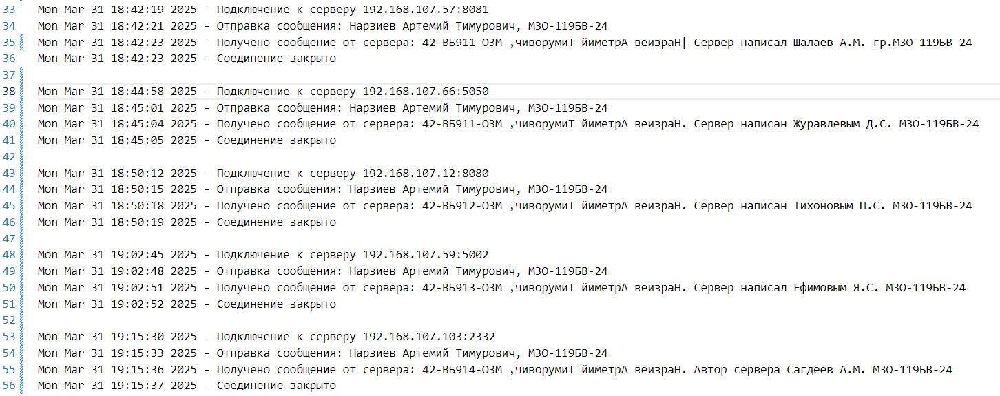 33 Mon Mar 31 18:42:19 2025 - Подключение к серверу 192.168.107.57:8081
34 Mon Mar 31 18:42:21 2025 - Отправка сообщения: Нарзиев Артемий Тимурович, М3О-119БВ-24
35 Mon Mar 31 18:42:23 2025 - Получено сообщение от сервера: 42-ВБ911-О3М ,чиворумиТ йиметрА веизраН| Сервер написал Шалаев А.М. гр.М3О-119БВ-24
36 Mon Mar 31 18:42:23 2025 - Соединение закрыто
37
38 Mon Mar 31 18:44:58 2025 - Подключение к серверу 192.168.107.66:5050
39 Mon Mar 31 18:45:01 2025 - Отправка сообщения: Нарзиев Артемий Тимурович, М3О-119БВ-24
40 Mon Mar 31 18:45:04 2025 - Получено сообщение от сервера: 42-ВБ911-О3М ,чиворумиТ йиметрА веизраН. Сервер написан Журавлевым Д.С. М3О-119БВ-24
41 Mon Mar 31 18:45:05 2025 - Соединение закрыто
42
43 Mon Mar 31 18:50:12 2025 - Подключение к серверу 192.168.107.12:8080
44 Mon Mar 31 18:50:15 2025 - Отправка сообщения: Нарзиев Артемий Тимурович, М3О-119БВ-24
45 Mon Mar 31 18:50:18 2025 - Получено сообщение от сервера: 42-ВБ912-О3М ,чиворумиТ йиметрА веизраН. Сервер написан Тихоновым П.С. М3О-119БВ-24
46 Mon Mar 31 18:50:19 2025 - Соединение закрыто
47
48 Mon Mar 31 19:02:45 2025 - Подключение к серверу 192.168.107.59:5002
49 Mon Mar 31 19:02:48 2025 - Отправка сообщения: Нарзиев Артемий Тимурович, М3О-119БВ-24
50 Mon Mar 31 19:02:51 2025 - Получено сообщение от сервера: 42-ВБ913-О3М ,чиворумиТ йиметрА веизраН. Сервер написал Ефимовым Я.С. М3О-119БВ-24
51 Mon Mar 31 19:02:52 2025 - Соединение закрыто
52
53 Mon Mar 31 19:15:30 2025 - Подключение к серверу 192.168.107.103:2332
54 Mon Mar 31 19:15:33 2025 - Отправка сообщения: Нарзиев Артемий Тимурович, М3О-119БВ-24
55 Mon Mar 31 19:15:36 2025 - Получено сообщение от сервера: 42-ВБ914-О3М ,чиворумиТ йиметрА веизраН. Автор сервера Сагдеев А.М. М3О-119БВ-24
56 Mon Mar 31 19:15:37 2025 - Соединение закрыто